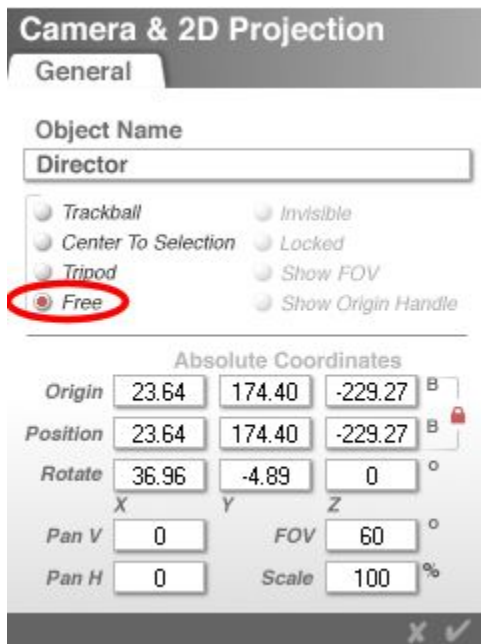 Camera & 2D Projection
General
Object Name
Director
Trackball Invisible
Center To Selection Locked
Tripod Show FOV
Free Show Origin Handle
Absolute Coordinates
Origin 23.64 174.40 -229.27 B
Position 23.64 174.40 -229.27 B
Rotate 36.96 -4.89 0 °
X Y Z
Pan V 0 FOV 60 °
Pan H 0 Scale 100 %